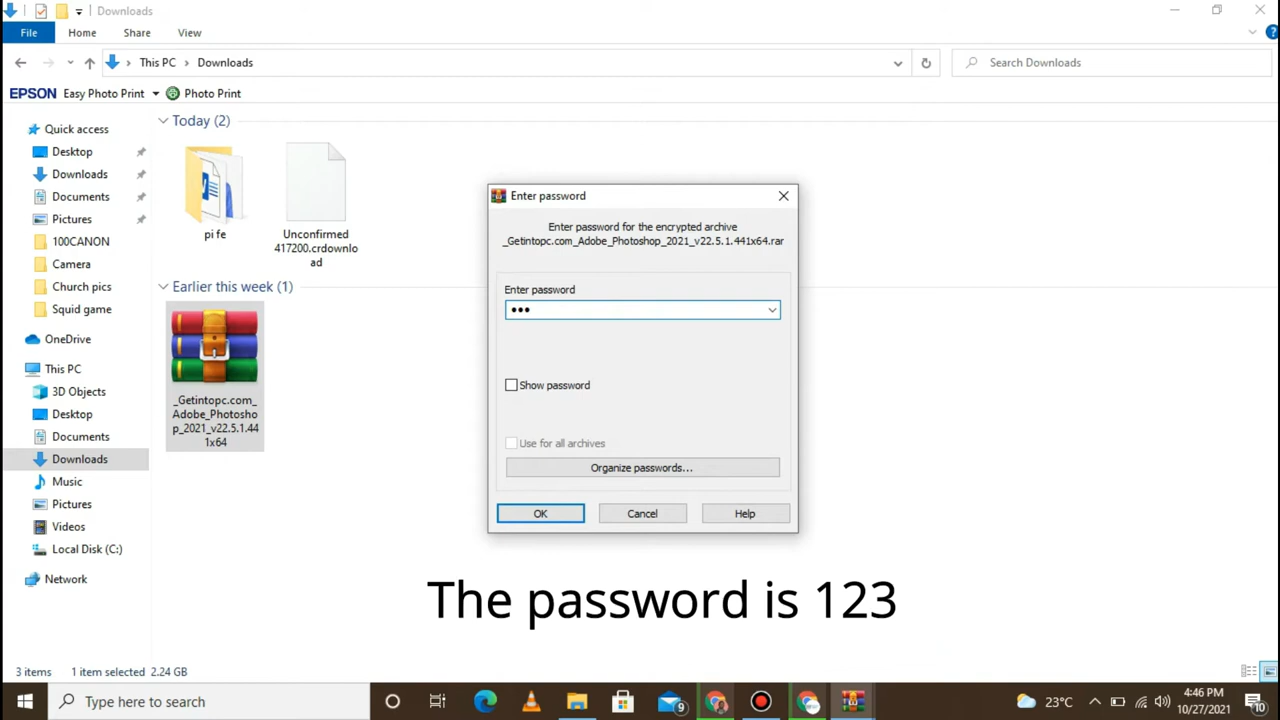 Downloads
File Home Share View
This PC > Downloads
Search Downloads
EPSON Easy Photo Print Photo Print
Quick access
Desktop
Downloads
Documents
Pictures
100CANON
Camera
Church pics
Squid game
OneDrive
This PC
3D Objects
Desktop
Documents
Downloads
Music
Pictures
Videos
Local Disk (C:)
Network
Today (2)
pi fe
Unconfirmed
417200.crdownlo
ad
Earlier this week (1)
_Getintopc.com_
Adobe_Photosho
p_2021_v22.5.1.44
1x64
Enter password
Enter password for the encrypted archive
_Getintopc.com_Adobe_Photoshop_2021_v22.5.1.441x64.rar
Enter password
Show password
Use for all archives
Organize passwords...
OK Cancel Help
The password is 123
3 items 1 item selected 2.24 GB
Type here to search
9
23°C
4:46 PM
10/27/2021
10